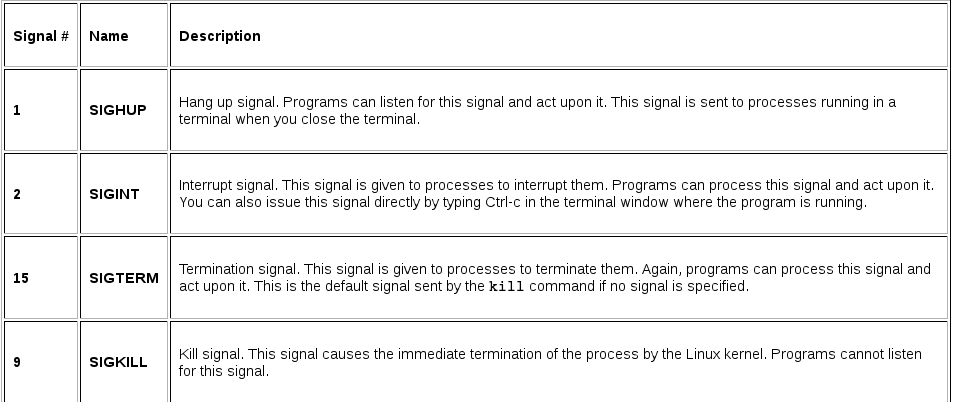 Signal # Name Description
1 SIGHUP Hang up signal. Programs can listen for this signal and act upon it. This signal is sent to processes running in a
terminal when you close the terminal.
2 SIGINT Interrupt signal. This signal is given to processes to interrupt them. Programs can process this signal and act upon it.
You can also issue this signal directly by typing Ctrl-c in the terminal window where the program is running.
15 SIGTERM Termination signal. This signal is given to processes to terminate them. Again, programs can process this signal and
act upon it. This is the default signal sent by the kill command if no signal is specified.
9 SIGKILL Kill signal. This signal causes the immediate termination of the process by the Linux kernel. Programs cannot listen
for this signal.